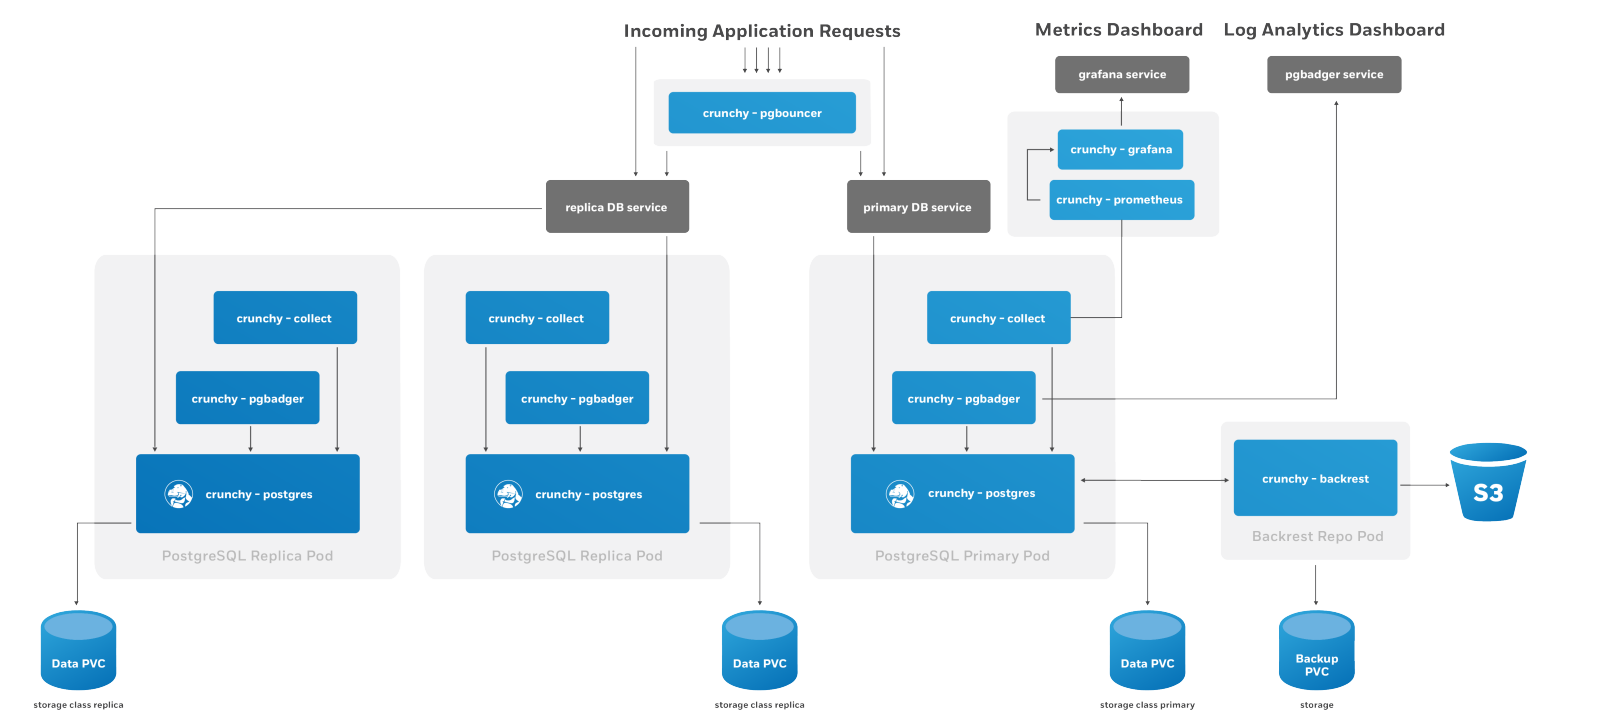 Incoming Application Requests
Metrics Dashboard
Log Analytics Dashboard
grafana service
pgbadger service
crunchy - pgbouncer
crunchy - grafana
crunchy - prometheus
replica DB service
primary DB service
crunchy - collect
crunchy - collect
crunchy - collect
crunchy - pgbadger
crunchy - pgbadger
crunchy - pgbadger
crunchy - postgres
crunchy - postgres
crunchy - postgres
crunchy - backrest
S3
PostgreSQL Replica Pod
PostgreSQL Replica Pod
PostgreSQL Primary Pod
Backrest Repo Pod
Data PVC
Data PVC
Data PVC
Backup
PVC
storage class replica
storage class replica
storage class primary
storage